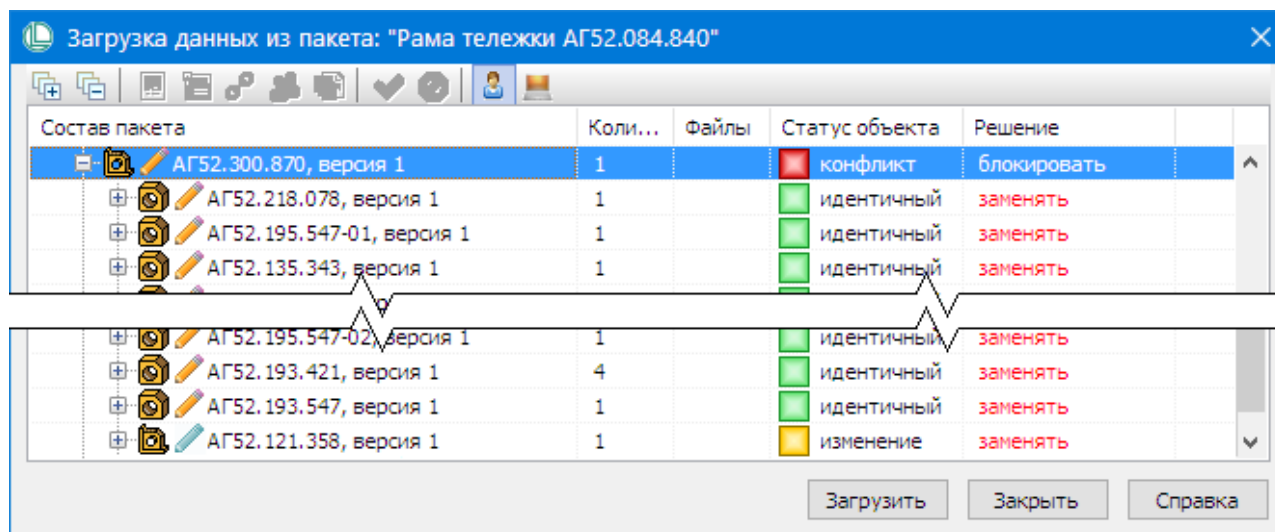 Загрузка данных из пакета: "Рама тележки АГ52.084.840"
Состав пакета Коли... Файлы Статус объекта Решение
АГ52.300.870, версия 1 1 конфликт блокировать
АГ52.218.078, версия 1 1 идентичный заменять
АГ52.195.547-01, версия 1 1 идентичный заменять
АГ52.135.343, версия 1 1 идентичный заменять
АГ52.195.547-02, версия 1 1 идентичный заменять
АГ52.193.421, версия 1 4 идентичный заменять
АГ52.193.547, версия 1 1 идентичный заменять
АГ52.121.358, версия 1 1 изменение заменять
Загрузить Закрыть Справка